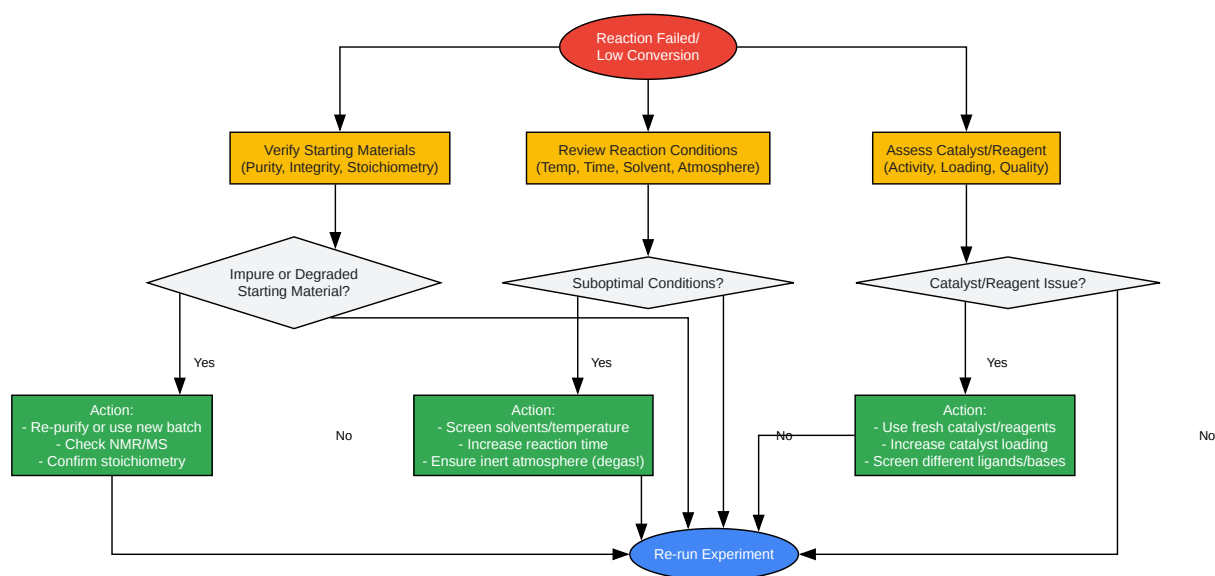 Reaction Failed/
Low Conversion
Verify Starting Materials
(Purity, Integrity, Stoichiometry)
Review Reaction Conditions
(Temp, Time, Solvent, Atmosphere)
Assess Catalyst/Reagent
(Activity, Loading, Quality)
Impure or Degraded
Starting Material?
Suboptimal Conditions?
Catalyst/Reagent Issue?
Yes
Yes
Yes
Action:
- Re-purify or use new batch
- Check NMR/MS
- Confirm stoichiometry
No
Action:
- Screen solvents/temperature
- Increase reaction time
- Ensure inert atmosphere (degas!)
No
Action:
- Use fresh catalyst/reagents
- Increase catalyst loading
- Screen different ligands/bases
No
Re-run Experiment